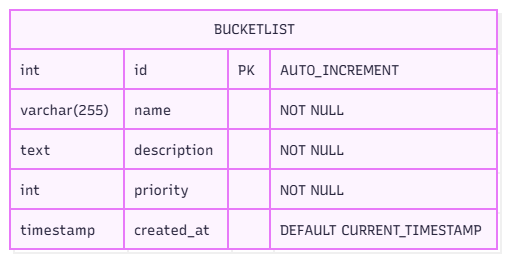 BUCKETLIST
int id PK AUTO_INCREMENT
varchar(255) name NOT NULL
text description NOT NULL
int priority NOT NULL
timestamp created_at DEFAULT CURRENT_TIMESTAMP